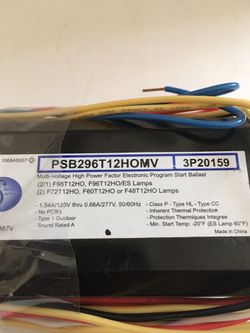 106845007
PSB296T12HOMV 3P20159
Multi-Voltage High Power Factor Electronic Program Start Ballast
(2/1) F96T12HO, F96T12HO/ES Lamps
(2) F72T12HO, F60T12HO or F48T12HO Lamps
- 1.54A/120V thru 0.66A/277V, 50/60Hz
- No PCB's
- Type 1 Outdoor
- Sound Rated A
- Class P - Type HL - Type CC
- Inherent Thermal Protection
- Protection Thermiques Integree
- Min. Start Temp: -20°F (ES Lamp 60°F)
Made in China